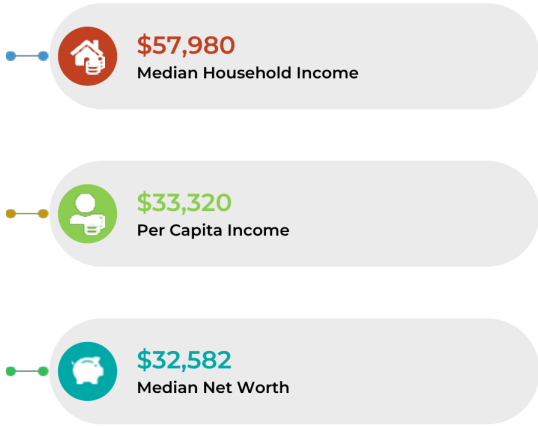 $57,980
Median Household Income
$33,320
Per Capita Income
$32,582
Median Net Worth